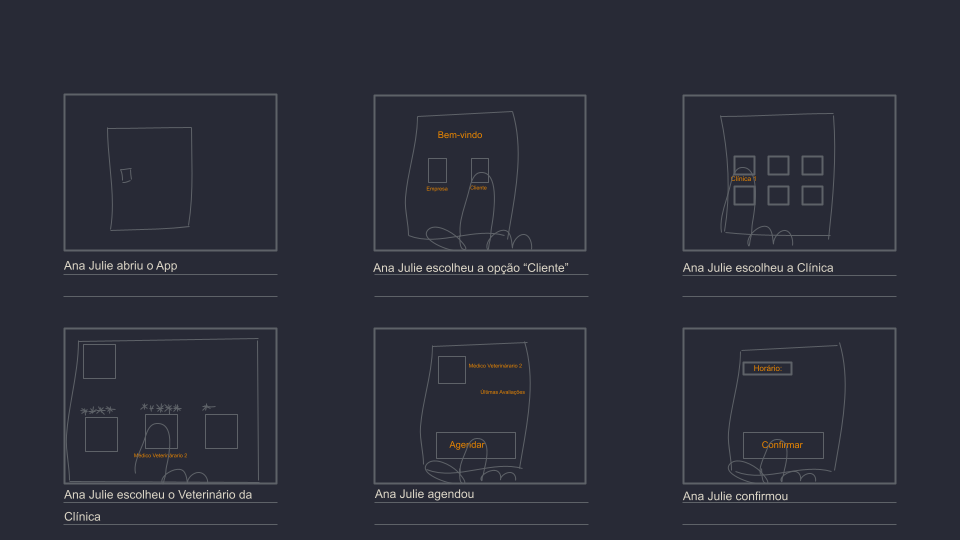 Bem-vindo
Empresa
Cliente
Clínica
Ana Julie abriu o App
Ana Julie escolheu a opção “Cliente”
Ana Julie escolheu a Clínica
Médico Veterinárario 2
Médico Veterinárario 2
Últimas Avaliações
Agendar
Horário:
Confirmar
Ana Julie escolheu o Veterinário da
Clínica
Ana Julie agendou
Ana Julie confirmou